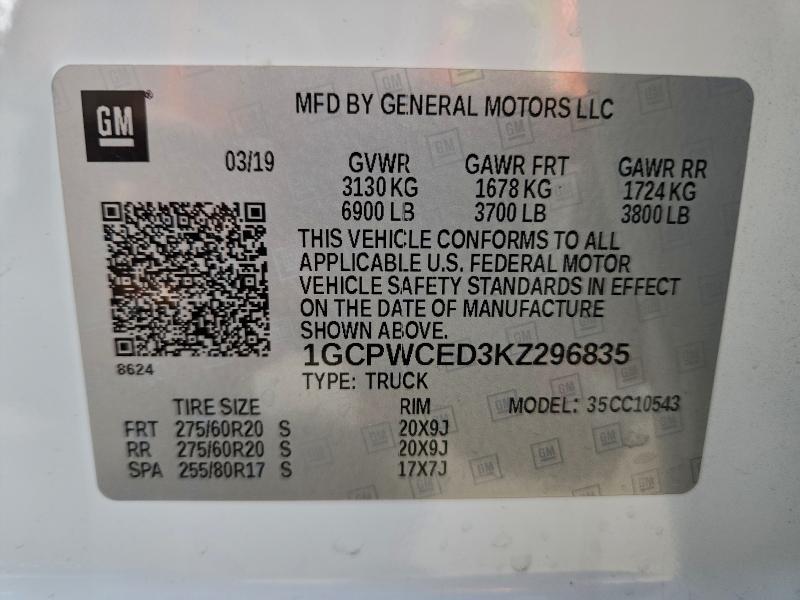 GM
MFD BY GENERAL MOTORS LLC
03/19 GVWR GAWR FRT GAWR RR
3130 KG 1678 KG 1724 KG
6900 LB 3700 LB 3800 LB
THIS VEHICLE CONFORMS TO ALL
APPLICABLE U.S. FEDERAL MOTOR
VEHICLE SAFETY STANDARDS IN EFFECT
ON THE DATE OF MANUFACTURE
SHOWN ABOVE.
8624
1GCPWCED3KZ296835
TYPE: TRUCK
TIRE SIZE RIM MODEL: 35CC10543
FRT 275/60R20 S 20X9J
RR 275/60R20 S 20X9J
SPA 255/80R17 S 17X7J